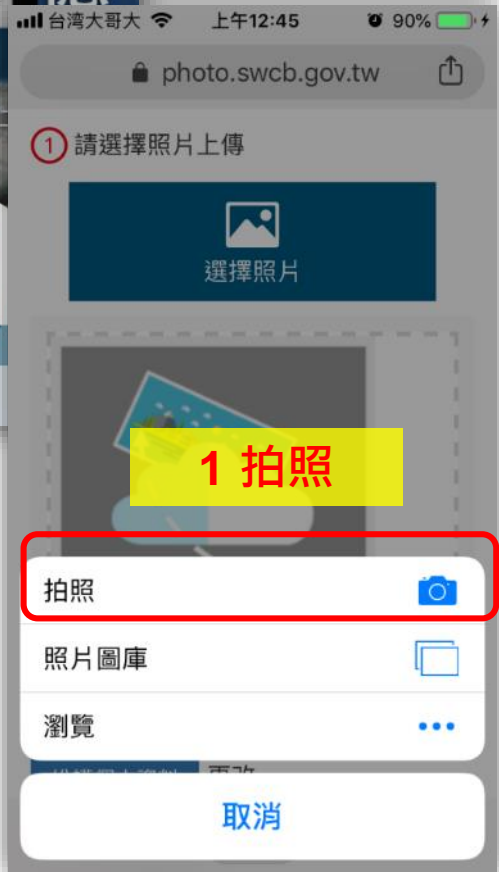 台湾大哥大 上午12:45 90%
photo.swcb.gov.tw
1 請選擇照片上傳
選擇照片
1 拍照
拍照
照片圖庫
瀏覽
更改
取消